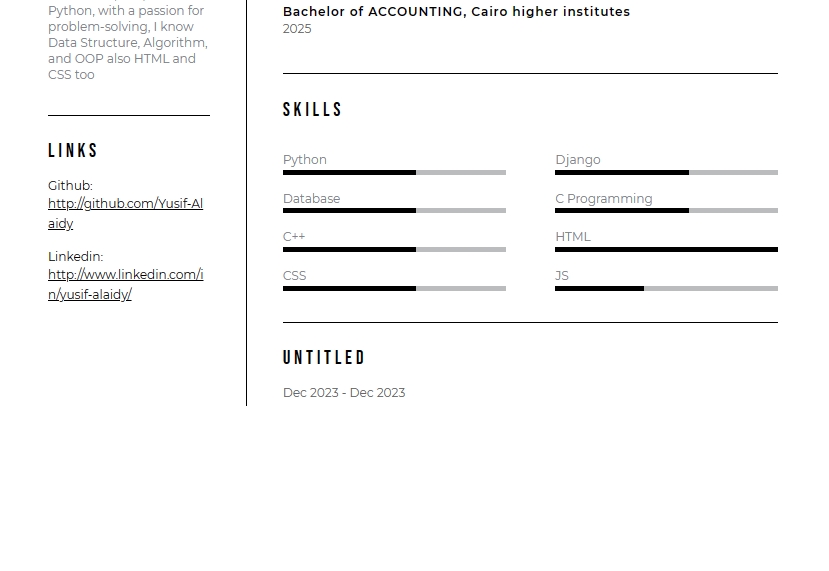 Python, with a passion for
problem-solving, I know
Data Structure, Algorithm,
and OOP also HTML and
CSS too
LINKS
Github:
http://github.com/Yusif-Al
aidy
Linkedin:
http://www.linkedin.com/i
n/yusif-alaidy/
Bachelor of ACCOUNTING, Cairo higher institutes
2025
SKILLS
Python
Django
Database
C Programming
C++
HTML
CSS
JS
UNTITLED
Dec 2023 - Dec 2023